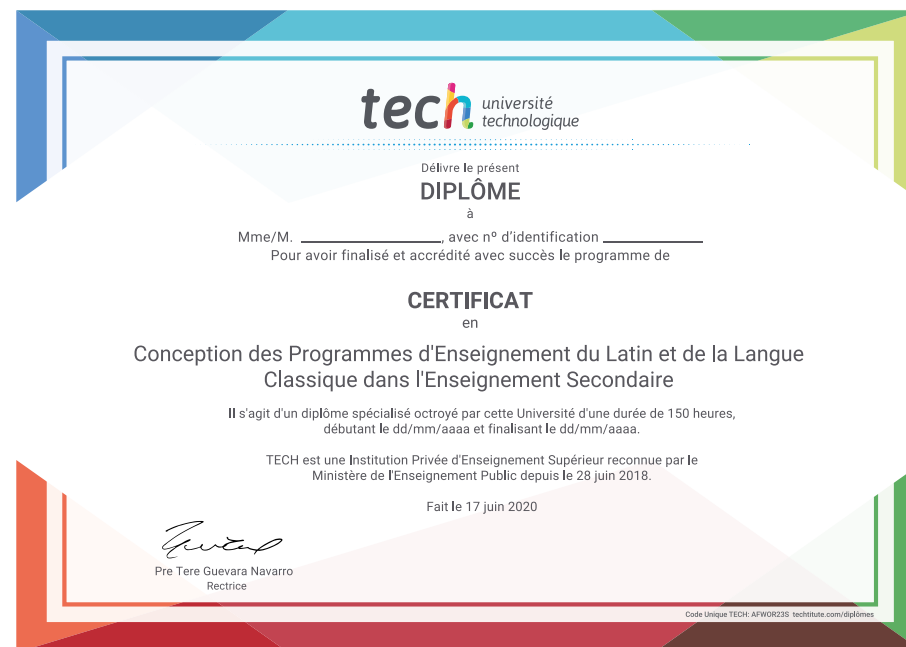 tech université
technologique
Délivre le présent
DIPLÔME
à
Mme/M. ____________________, avec nº d'identification ______________
Pour avoir finalisé et accrédité avec succès le programme de
CERTIFICAT
en
Conception des Programmes d'Enseignement du Latin et de la Langue
Classique dans l'Enseignement Secondaire
Il s'agit d'un diplôme spécialisé octroyé par cette Université d'une durée de 150 heures,
débutant le dd/mm/aaaa et finalisant le dd/mm/aaaa.
TECH est une Institution Privée d'Enseignement Supérieur reconnue par le
Ministère de l'Enseignement Public depuis le 28 juin 2018.
Fait le 17 juin 2020
Pre Tere Guevara Navarro
Rectrice
Code Unique TECH: AFWOR23S techtitute.com/diplômes